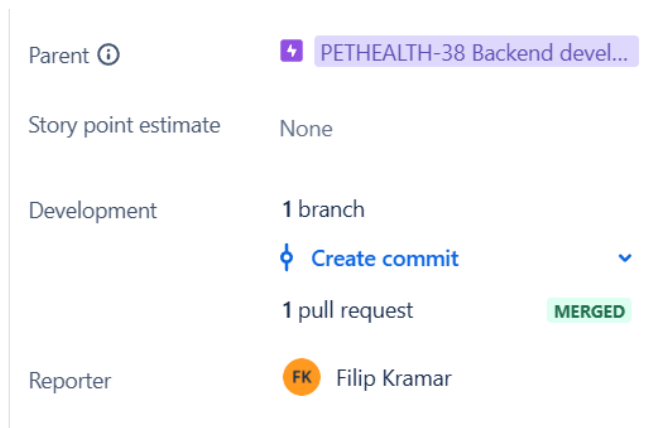 Parent
PETHEALTH-38 Backend devel...
Story point estimate
None
Development
1 branch
Create commit
1 pull request
MERGED
Reporter
FK
Filip Kramar